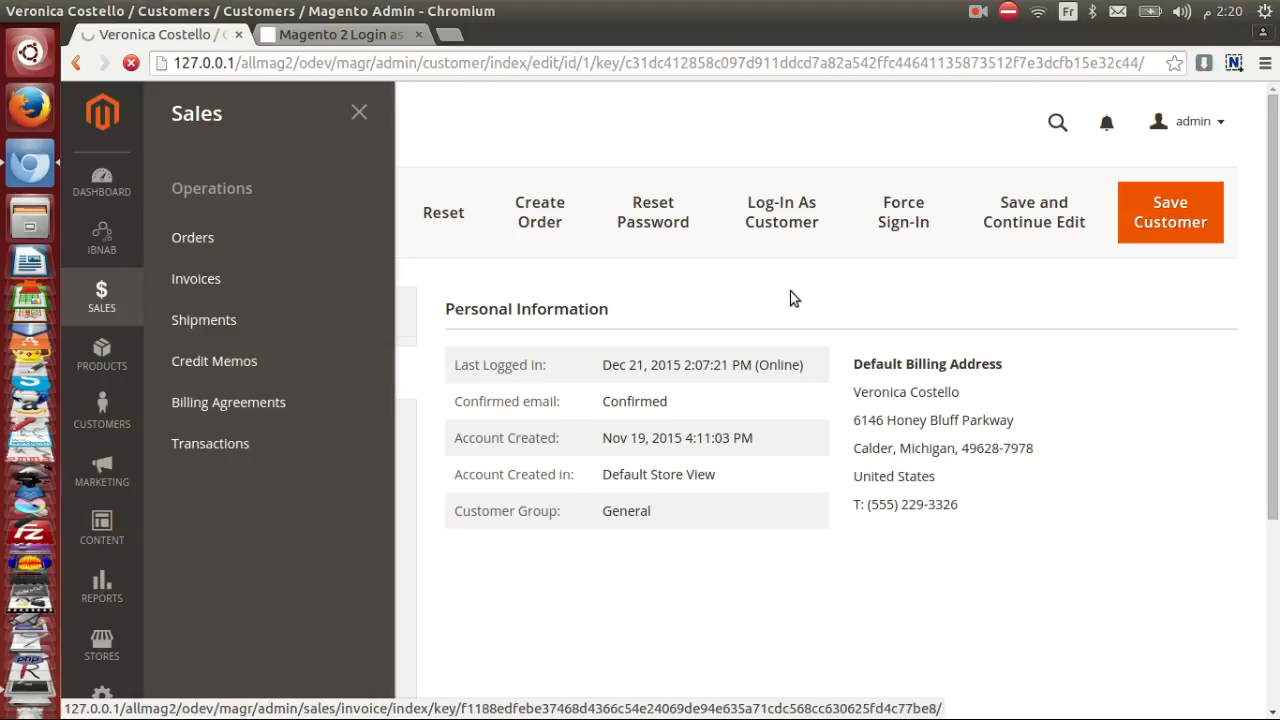 Veronica Costello / Customers / Customers / Magento Admin - Chromium
Fr
2:20 م
Veronica Costello / C
Magento 2 Login as
127.0.0.1/allmag2/odev/magr/admin/customer/index/edit/id/1/key/c31dc412858c097d911ddcd7a82a542ffc44641135873512f7e3dcfb15e32c44/
DASHBOARD
IBNAB
$
SALES
PRODUCTS
CUSTOMERS
MARKETING
CONTENT
REPORTS
STORES
Sales
Operations
Orders
Invoices
Shipments
Credit Memos
Billing Agreements
Transactions
admin
Reset
Create
Order
Reset
Password
Log-In As
Customer
Force
Sign-In
Save and
Continue Edit
Save
Customer
Personal Information
Last Logged In: Dec 21, 2015 2:07:21 PM (Online)
Confirmed email: Confirmed
Account Created: Nov 19, 2015 4:11:03 PM
Account Created in: Default Store View
Customer Group: General
Default Billing Address
Veronica Costello
6146 Honey Bluff Parkway
Calder, Michigan, 49628-7978
United States
T: (555) 229-3326
127.0.0.1/allmag2/odev/magr/admin/sales/invoice/index/key/f1188edfebe37468d4366c54e24069de94e635a71cdc568cc630625fd4c77be8/